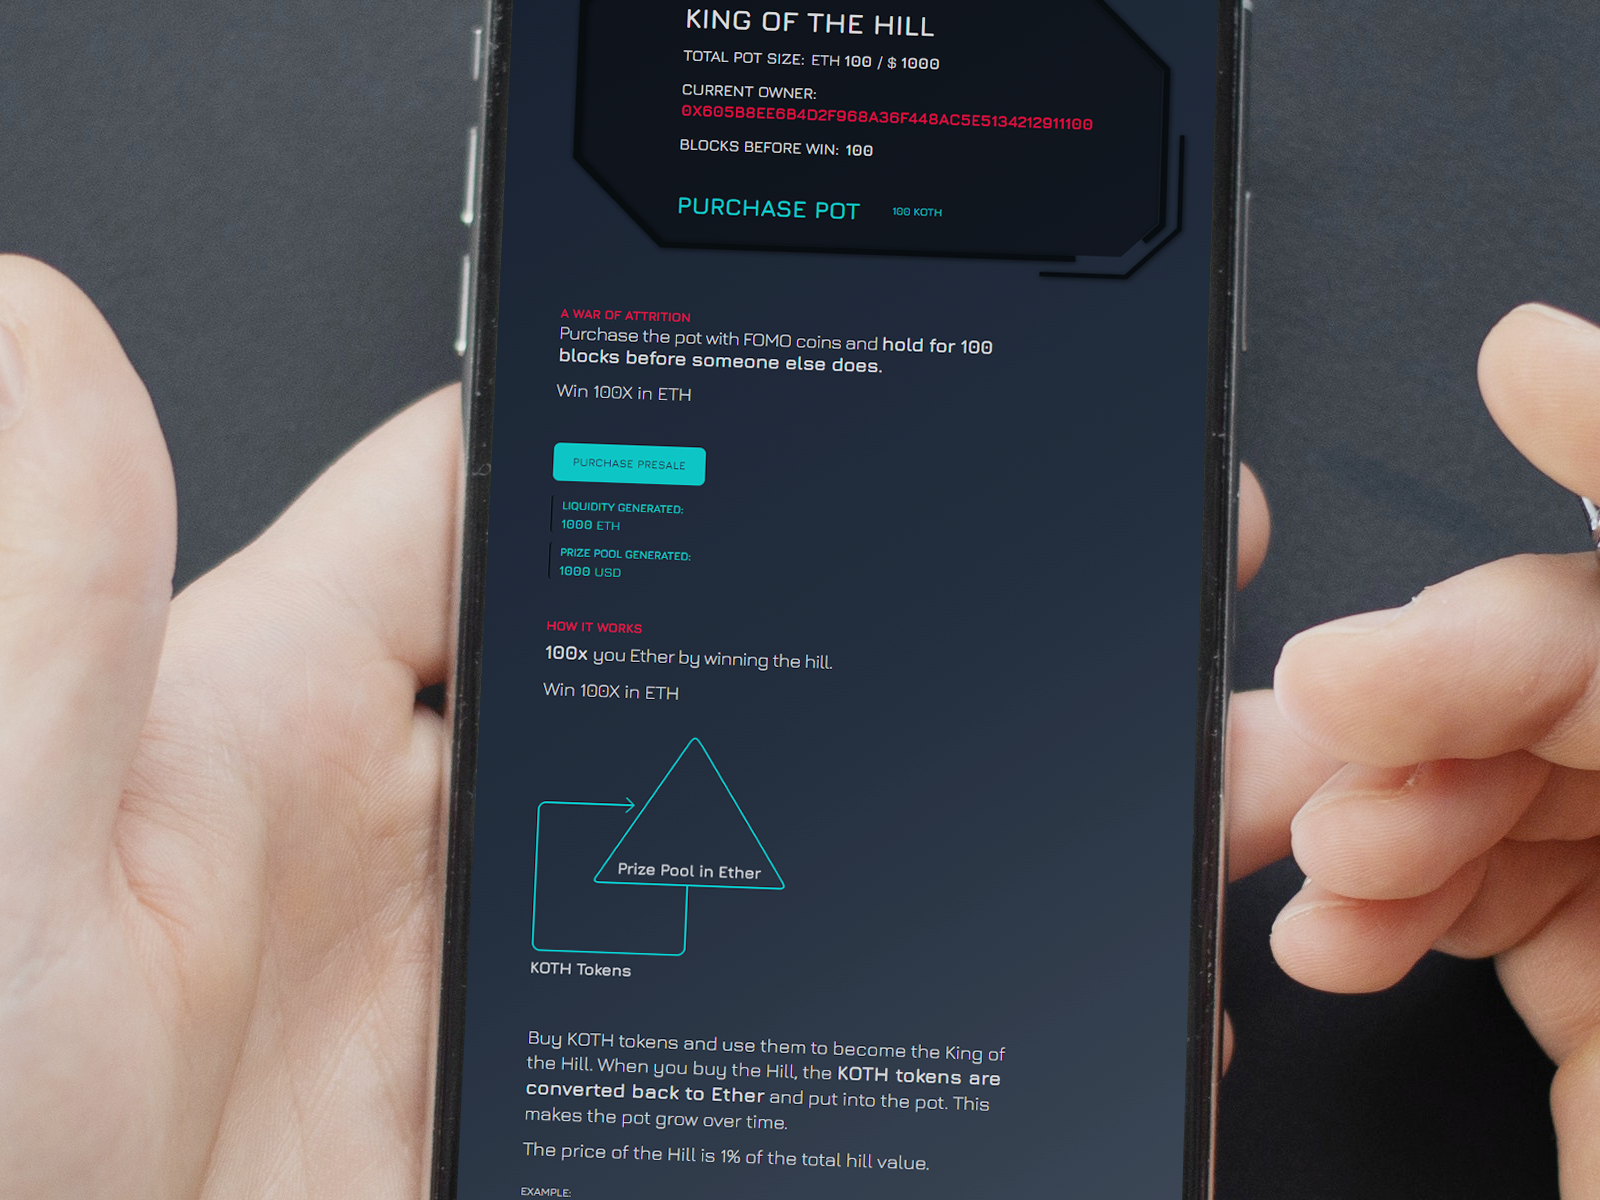 KING OF THE HILL
TOTAL POT SIZE: ETH 100 / $ 1000
CURRENT OWNER:
0X605B8EE6B4D2F968A36F448AC5E5134212911100
BLOCKS BEFORE WIN: 100
PURCHASE POT 100 KOTH
A WAR OF ATTRITION
Purchase the pot with FOMO coins and hold for 100
blocks before someone else does.
Win 100X in ETH
PURCHASE PRESALE
LIQUIDITY GENERATED:
1000 ETH
PRIZE POOL GENERATED:
1000 USD
HOW IT WORKS
100x you Ether by winning the hill.
Win 100X in ETH
Prize Pool in Ether
KOTH Tokens
Buy KOTH tokens and use them to become the King of
the Hill. When you buy the Hill, the KOTH tokens are
converted back to Ether and put into the pot. This
makes the pot grow over time.
The price of the Hill is 1% of the total hill value.
EXAMPLE: